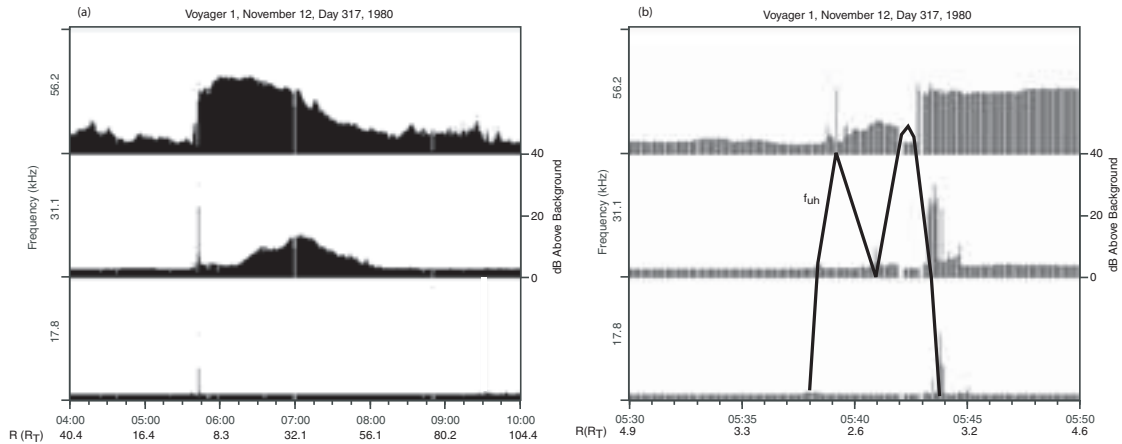 (a)
Voyager 1, November 12, Day 317, 1980
Frequency (kHz)
56.2
31.1
17.8
40
20
0
dB Above Background
04:00 05:00 06:00 07:00 08:00 09:00 10:00
R (RT) 40.4 16.4 8.3 32.1 56.1 80.2 104.4
(b)
Voyager 1, November 12, Day 317, 1980
Frequency (kHz)
56.2
31.1
17.8
fuh
40
20
0
dB Above Background
05:30 05:35 05:40 05:45 05:50
R(RT) 4.9 3.3 2.6 3.2 4.6